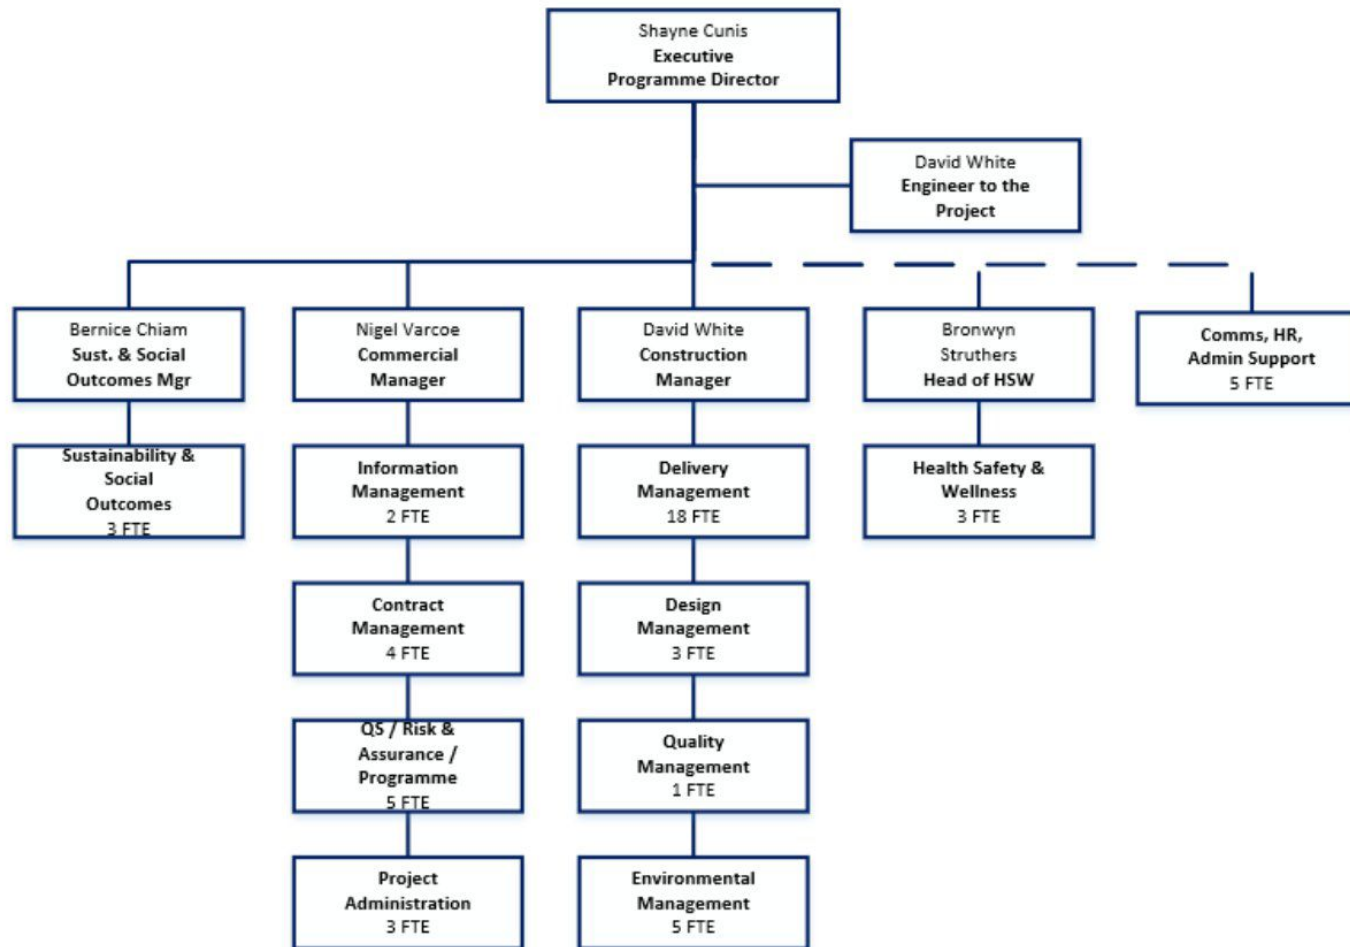 Shayne Cunis
Executive
Programme Director
David White
Engineer to the
Project
Bernice Chiam
Sust. & Social
Outcomes Mgr
Nigel Varcoe
Commercial
Manager
David White
Construction
Manager
Bronwyn
Struthers
Head of HSW
Comms, HR,
Admin Support
5 FTE
Sustainability &
Social
Outcomes
3 FTE
Information
Management
2 FTE
Delivery
Management
18 FTE
Health Safety &
Wellness
3 FTE
Contract
Management
4 FTE
Design
Management
3 FTE
QS / Risk &
Assurance /
Programme
5 FTE
Quality
Management
1 FTE
Project
Administration
3 FTE
Environmental
Management
5 FTE